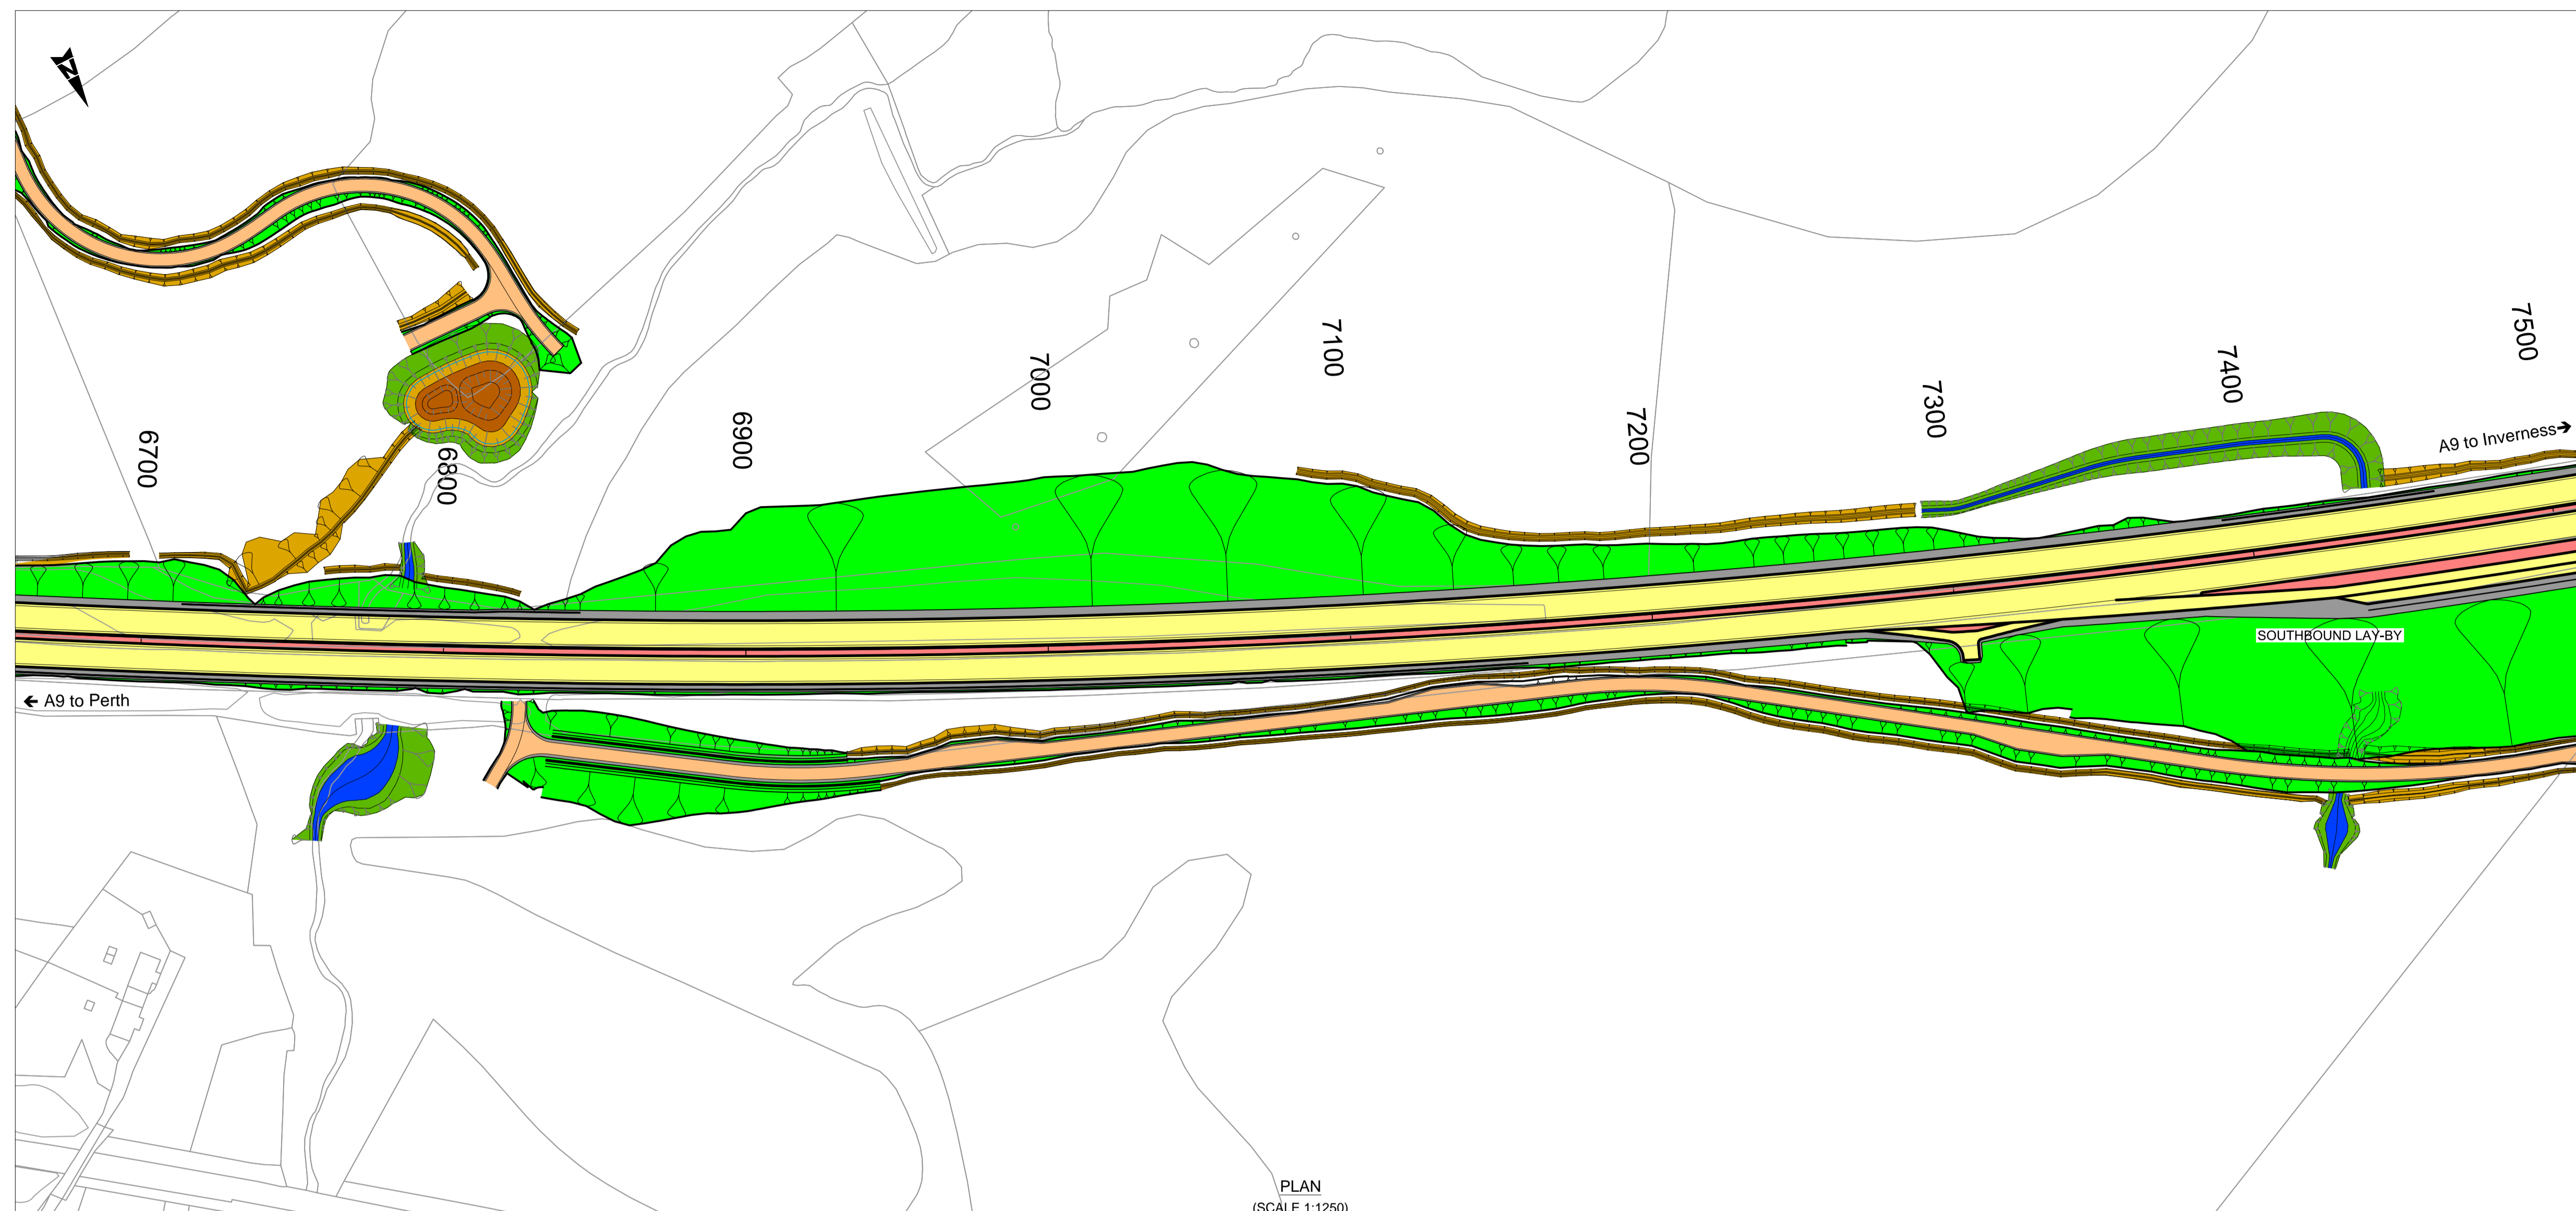 N
7500
7100
7400
7000
7300
6900
7200
A9 to Inverness→
6700
6800
SOUTHBOUND LAY-BY
← A9 to Perth
PLAN
(SCALE 1:1250)